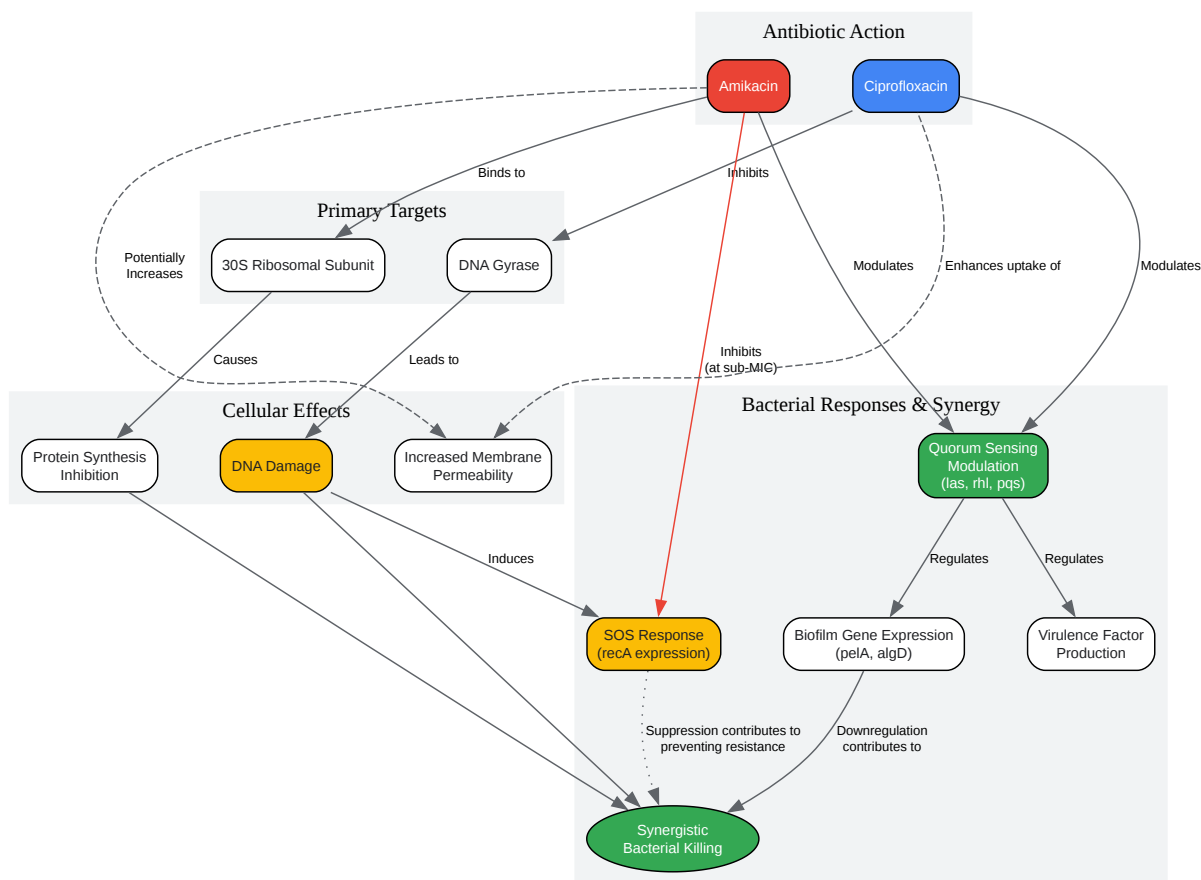 Antibiotic Action
Amikacin
Ciprofloxacin
Binds to
Inhibits
Primary Targets
30S Ribosomal Subunit
DNA Gyrase
Potentially
Increases
Modulates
Enhances uptake of
Modulates
Causes
Leads to
Inhibits
(at sub-MIC)
Cellular Effects
Bacterial Responses & Synergy
Protein Synthesis
Inhibition
DNA Damage
Increased Membrane
Permeability
Quorum Sensing
Modulation
(las, rhl, pqs)
Induces
Regulates
Regulates
SOS Response
(recA expression)
Biofilm Gene Expression
(pelA, algD)
Virulence Factor
Production
Suppression contributes to
preventing resistance
Downregulation
contributes to
Synergistic
Bacterial Killing